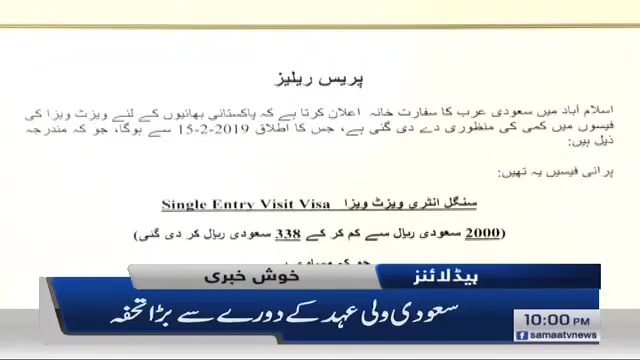 پریس ریلیز
اسلام آباد میں سعودی عرب کا سفارت خانہ اعلان کرتا ہے کہ پاکستانی بھائیوں کے لئے ویزٹ ویزا کی
فیسوں میں کمی کی منظوری دے دی گئی ہے، جس کا اطلاق 2019-2-15 سے ہوگا، جو کہ مندرجہ
ذیل ہیں:
پرانی فیسیں یہ تھیں:
سنگل انٹری ویزٹ ویزا Single Entry Visit Visa
(2000 سعودی ریال سے کم کر کے 338 سعودی ریال کر دی گئی)
ہیڈلائنز
خوش خبری
سعودی ولی عہد کے دورے سے بڑا تحفہ
10:00 PM
samaatvnews